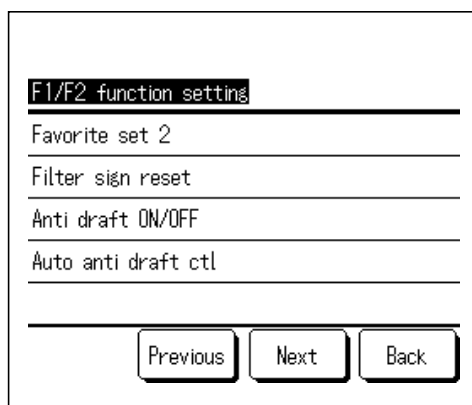 F1/F2 function setting
Favorite set 2
Filter sign reset
Anti draft ON/OFF
Auto anti draft ctl
Previous Next Back